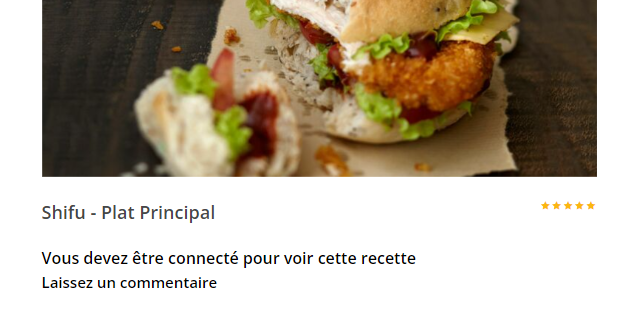 Shifu - Plat Principal
Vous devez être connecté pour voir cette recette
Laissez un commentaire